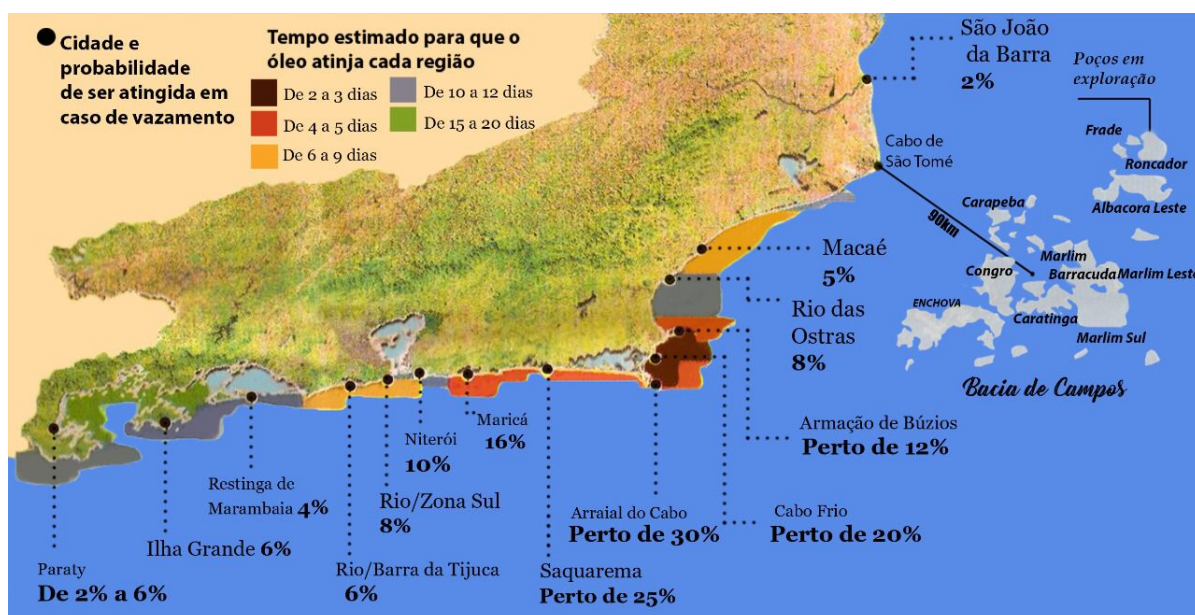 Cidade e
probabilidade
de ser atingida em
caso de vazamento
Tempo estimado para que o
óleo atinja cada região
De 2 a 3 dias
De 4 a 5 dias
De 6 a 9 dias
De 10 a 12 dias
De 15 a 20 dias
São João
da Barra
2%
Poços em
exploração
Frade
Roncador
Albacora Leste
Cabo de
São Tomé
90km
Carapeba
Marlim
Congro
Barracuda
Marlim Leste
ENCHOVA
Caratinga
Marlim Sul
Bacia de Campos
Macaé
5%
Rio das
Ostras
8%
Armação de Búzios
Perto de 12%
Cabo Frio
Perto de 20%
Arraial do Cabo
Perto de 30%
Saquarema
Perto de 25%
Maricá
16%
Niterói
10%
Rio/Zona Sul
8%
Rio/Barra da Tijuca
6%
Restinga de
Marambaia 4%
Ilha Grande 6%
Paraty
De 2% a 6%